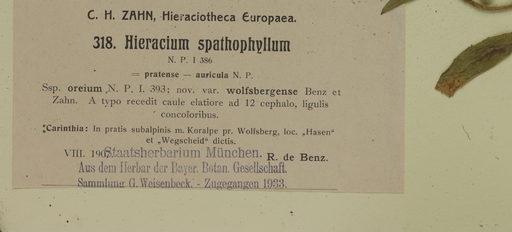 C. H. ZAHN, Hieraciotheca Europaea.
318. Hieracium spathophyllum
N. P. I 386
= pratense — auricula N. P.
Ssp. oreium N. P. I. 393; nov. var. wolfsbergense Benz et
Zahn. A typo recedit caule elatiore ad 12 cephalo, ligulis
concoloribus.
Carinthia: In pratis subalpinis m. Koralpe pr. Wolfsberg, loc. „Hasen"
et „Wegscheid" dictis.
VIII. Staatsherbarium München. R. de Benz.
Aus dem Herbar der Bayer. Botan. Gesellschaft.
Sammlung G. Weisenbeck. - Zugegangen 1933.